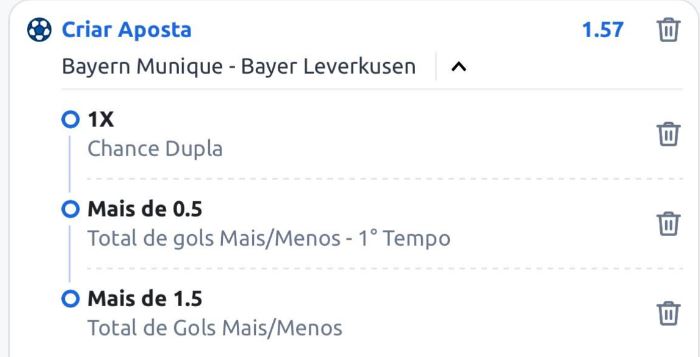 Criar Aposta 1.57
Bayern Munique - Bayer Leverkusen
1X
Chance Dupla
Mais de 0.5
Total de gols Mais/Menos - 1° Tempo
Mais de 1.5
Total de Gols Mais/Menos